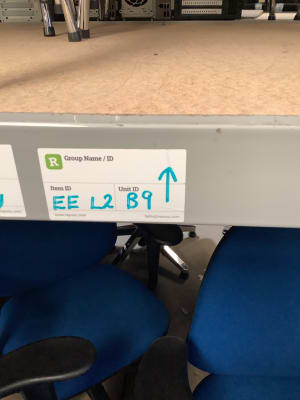 R Group Name / ID
Item ID Unit ID
EE L2 B9